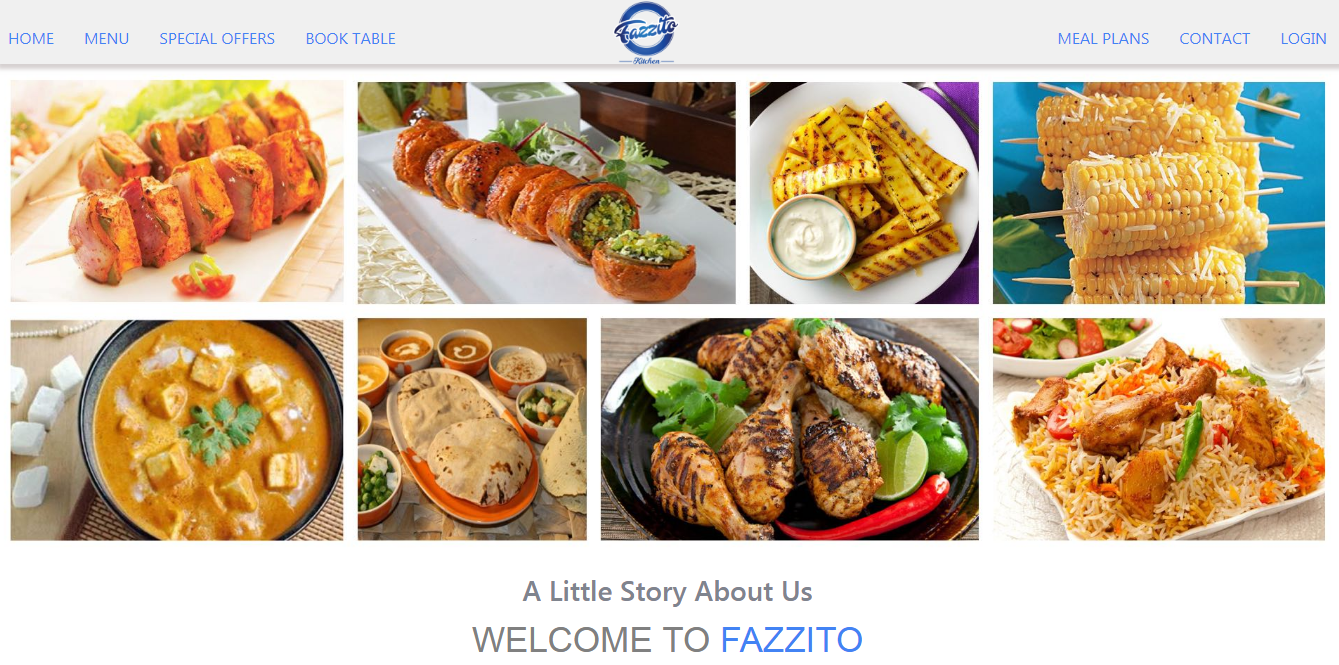 HOME MENU SPECIAL OFFERS BOOK TABLE
Fazzito
Kitchen
MEAL PLANS CONTACT LOGIN
A Little Story About Us
WELCOME TO FAZZITO